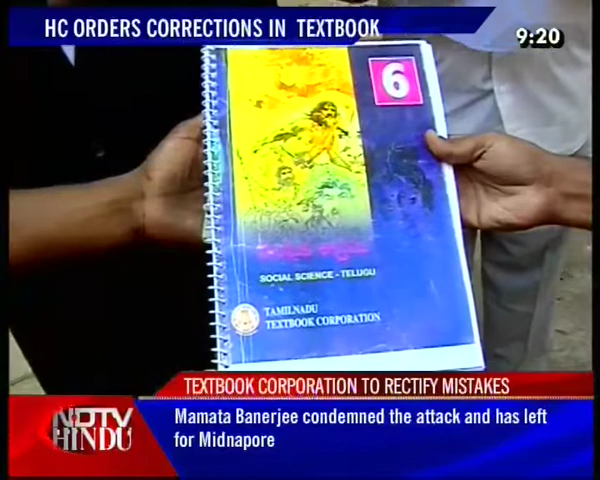 HC ORDERS CORRECTIONS IN TEXTBOOK
9:20
6
SOCIAL SCIENCE - TELUGU
TAMILNADU
TEXTBOOK CORPORATION
TEXTBOOK CORPORATION TO RECTIFY MISTAKES
NDTV
HINDU
Mamata Banerjee condemned the attack and has left
for Midnapore